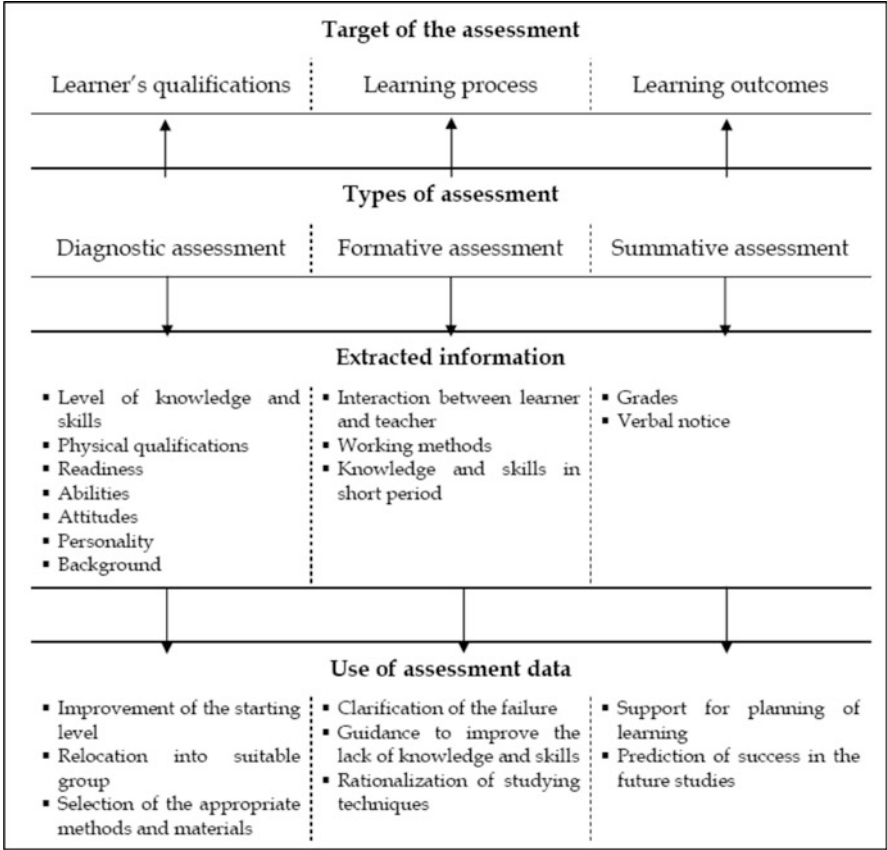 Target of the assessment
Learner's qualifications
Learning process
Learning outcomes
Types of assessment
Diagnostic assessment
Formative assessment
Summative assessment
Extracted information
▪ Level of knowledge and
skills
▪ Physical qualifications
▪ Readiness
▪ Abilities
▪ Attitudes
▪ Personality
▪ Background
▪ Interaction between learner
and teacher
▪ Working methods
▪ Knowledge and skills in
short period
▪ Grades
▪ Verbal notice
Use of assessment data
▪ Improvement of the starting
level
▪ Relocation into suitable
group
▪ Selection of the appropriate
methods and materials
▪ Clarification of the failure
▪ Guidance to improve the
lack of knowledge and skills
▪ Rationalization of studying
techniques
▪ Support for planning of
learning
▪ Prediction of success in the
future studies